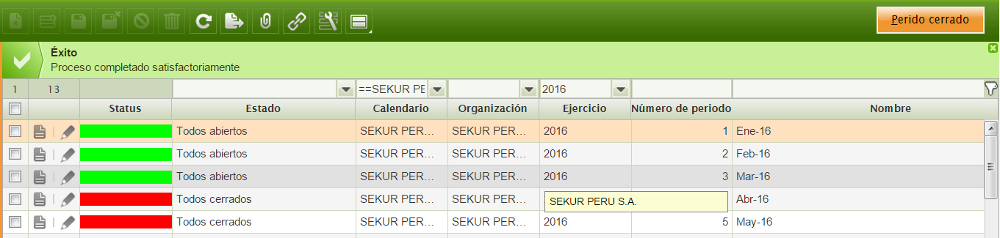 Perido cerrado
Éxito
Proceso completado satisfactoriamente
1 13 ==SEKUR PE 2016
Status Estado Calendario Organización Ejercicio Número de periodo Nombre
Todos abiertos SEKUR PER... SEKUR PER... 2016 1 Ene-16
Todos abiertos SEKUR PER... SEKUR PER... 2016 2 Feb-16
Todos abiertos SEKUR PER... SEKUR PER... 2016 3 Mar-16
Todos cerrados SEKUR PER... SEKUR PER... SEKUR PERU S.A. Abr-16
Todos cerrados SEKUR PER... SEKUR PER... 2016 5 May-16